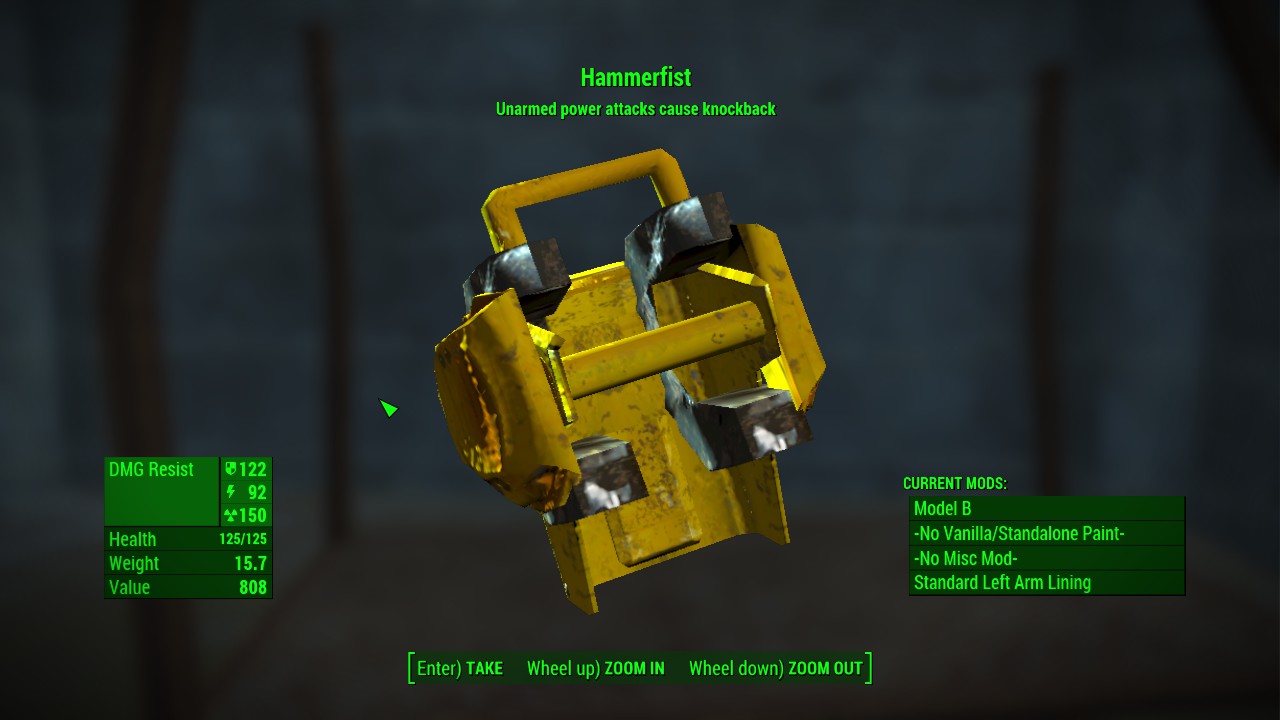 Hammerfist
Unarmed power attacks cause knockback
DMG Resist 122
92
150
Health 125/125
Weight 15.7
Value 808
CURRENT MODS:
Model B
-No Vanilla/Standalone Paint-
-No Misc Mod-
Standard Left Arm Lining
[Enter) TAKE Wheel up) ZOOM IN Wheel down) ZOOM OUT]